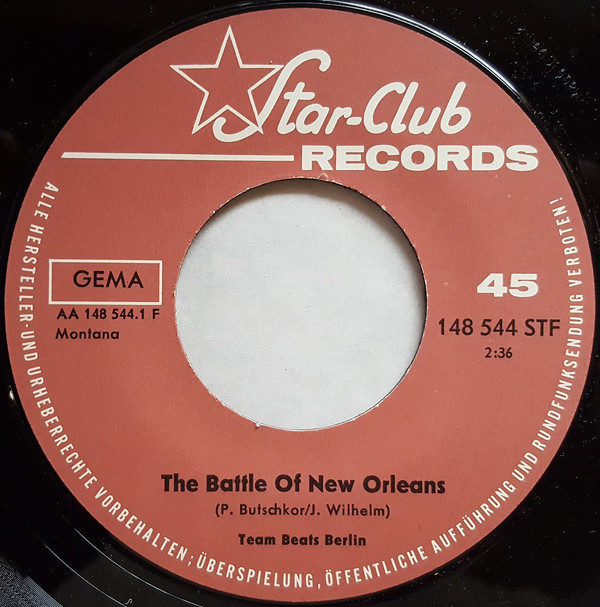 Star-Club
RECORDS
GEMA
AA 148 544.1 F
Montana
45
148 544 STF
2:36
The Battle Of New Orleans
(P. Butschkor/J. Wilhelm)
Team Beats Berlin
ALLE HERSTELLER- UND URHEBERRECHTE VORBEHALTEN; ÜBERSPIELUNG, ÖFFENTLICHE AUFFÜHRUNG UND RUNDFUNKSENDUNG VERBOTEN!